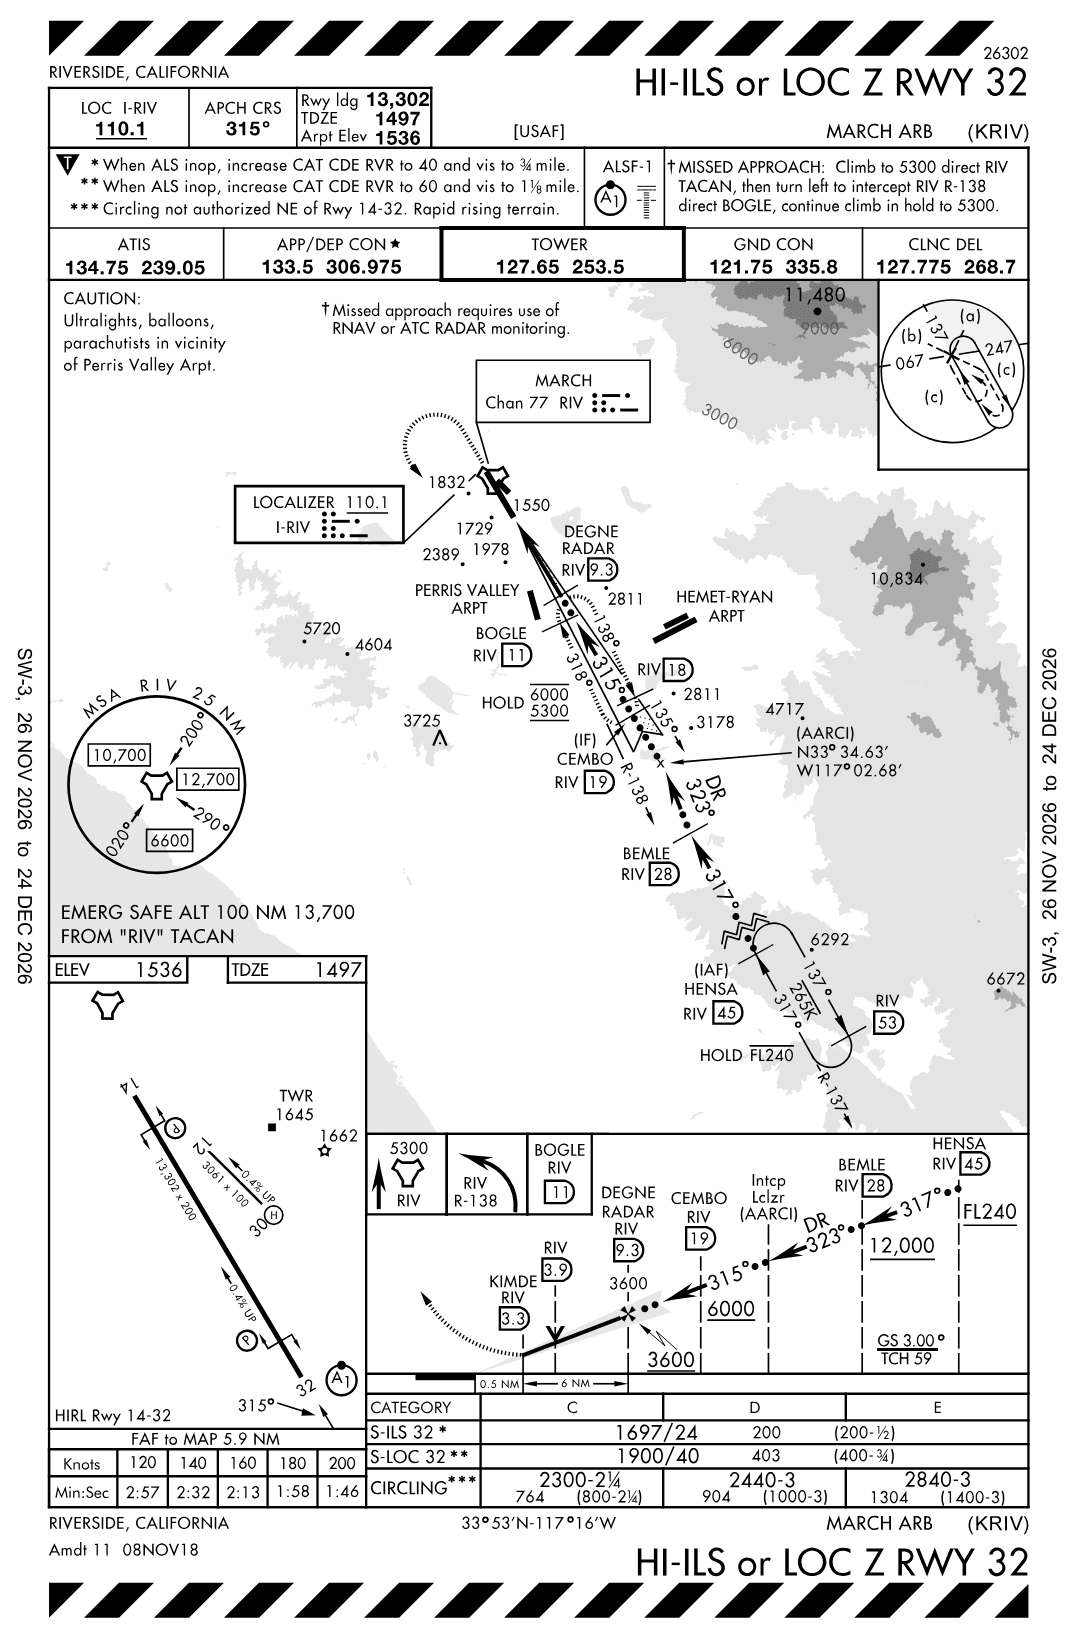 26302
RIVERSIDE, CALIFORNIA
HI-ILS or LOC Z RWY 32
LOC I-RIV
110.1
APCH CRS
315°
Rwy ldg 13,302
TDZE 1497
Arpt Elev 1536
[USAF]
MARCH ARB (KRIV)
T
* When ALS inop, increase CAT CDE RVR to 40 and vis to ¾ mile.
** When ALS inop, increase CAT CDE RVR to 60 and vis to 1⅛ mile.
*** Circling not authorized NE of Rwy 14-32. Rapid rising terrain.
ALSF-1
A1
† MISSED APPROACH: Climb to 5300 direct RIV
TACAN, then turn left to intercept RIV R-138
direct BOGLE, continue climb in hold to 5300.
ATIS
134.75 239.05
APP/DEP CON ★
133.5 306.975
TOWER
127.65 253.5
GND CON
121.75 335.8
CLNC DEL
127.775 268.7
CAUTION:
Ultralights, balloons,
parachutists in vicinity
of Perris Valley Arpt.
† Missed approach requires use of
RNAV or ATC RADAR monitoring.
11,480
9000
6000
3000
(a)
137
(b)
067
247
(c)
(c)
MARCH
Chan 77 RIV
LOCALIZER 110.1
I-RIV
1832
1550
1729
2389
1978
DEGNE
RADAR
RIV 9.3
2811
PERRIS VALLEY
ARPT
HEMET-RYAN
ARPT
BOGLE
RIV 11
138°
318°
315°
RIV 18
HOLD 6000
5300
2811
135°
3178
10,834
5720
4604
3725
4717
(AARCI)
N33° 34.63'
W117° 02.68'
(IF)
CEMBO
RIV 19
R-138
DR
323°
BEMLE
RIV 28
317°
6292
(IAF)
HENSA
RIV 45
137°
265K
317°
RIV
53
HOLD FL240
R-137
6672
MSA RIV 25 NM
200°
10,700
12,700
290°
020°
6600
EMERG SAFE ALT 100 NM 13,700
FROM "RIV" TACAN
SW-3, 26 NOV 2026 to 24 DEC 2026
SW-3, 26 NOV 2026 to 24 DEC 2026
ELEV 1536
TDZE 1497
14
P
TWR
1645
1662
12
3061 x 100
0.4% UP
30
H
13,302 x 200
0.4% UP
P
32
A1
315°
HIRL Rwy 14-32
FAF to MAP 5.9 NM
Knots 120 140 160 180 200
Min:Sec 2:57 2:32 2:13 1:58 1:46
5300
RIV
RIV
R-138
BOGLE
RIV
11
KIMDE
RIV
3.3
RIV
3.9
DEGNE
RADAR
RIV
9.3
3600
CEMBO
RIV
19
Intcp
Lclzr
(AARCI)
BEMLE
RIV 28
HENSA
RIV 45
FL240
317°
12,000
DR
323°
315°
6000
3600
GS 3.00°
TCH 59
0.5 NM
6 NM
CATEGORY C D E
S-ILS 32 * 1697/24 200 (200-½)
S-LOC 32 ** 1900/40 403 (400-¾)
CIRCLING*** 2300-2¼ 764 (800-2¼) 2440-3 904 (1000-3) 2840-3 1304 (1400-3)
RIVERSIDE, CALIFORNIA
33°53'N-117°16'W
MARCH ARB (KRIV)
Amdt 11 08NOV18
HI-ILS or LOC Z RWY 32